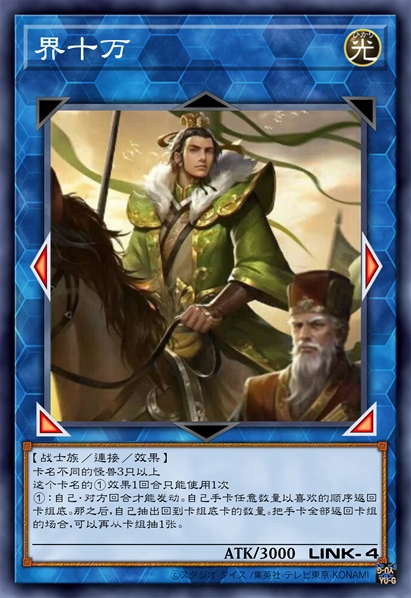 界十万
ひかり
光
【战士族／連接／效果】
卡名不同的怪兽3只以上
这个卡名的①效果1回合只能使用1次
①：自己·对方回合才能发动。自己手卡任意数量以喜欢的顺序返回
卡组底。那之后，自己抽出回到卡组底卡的数量。把手卡全部返回卡组
的场合，可以再从卡组抽1张。
ATK/3000 LINK-4
©スタジオ・ダイス /集英社・テレビ東京・KONAMI